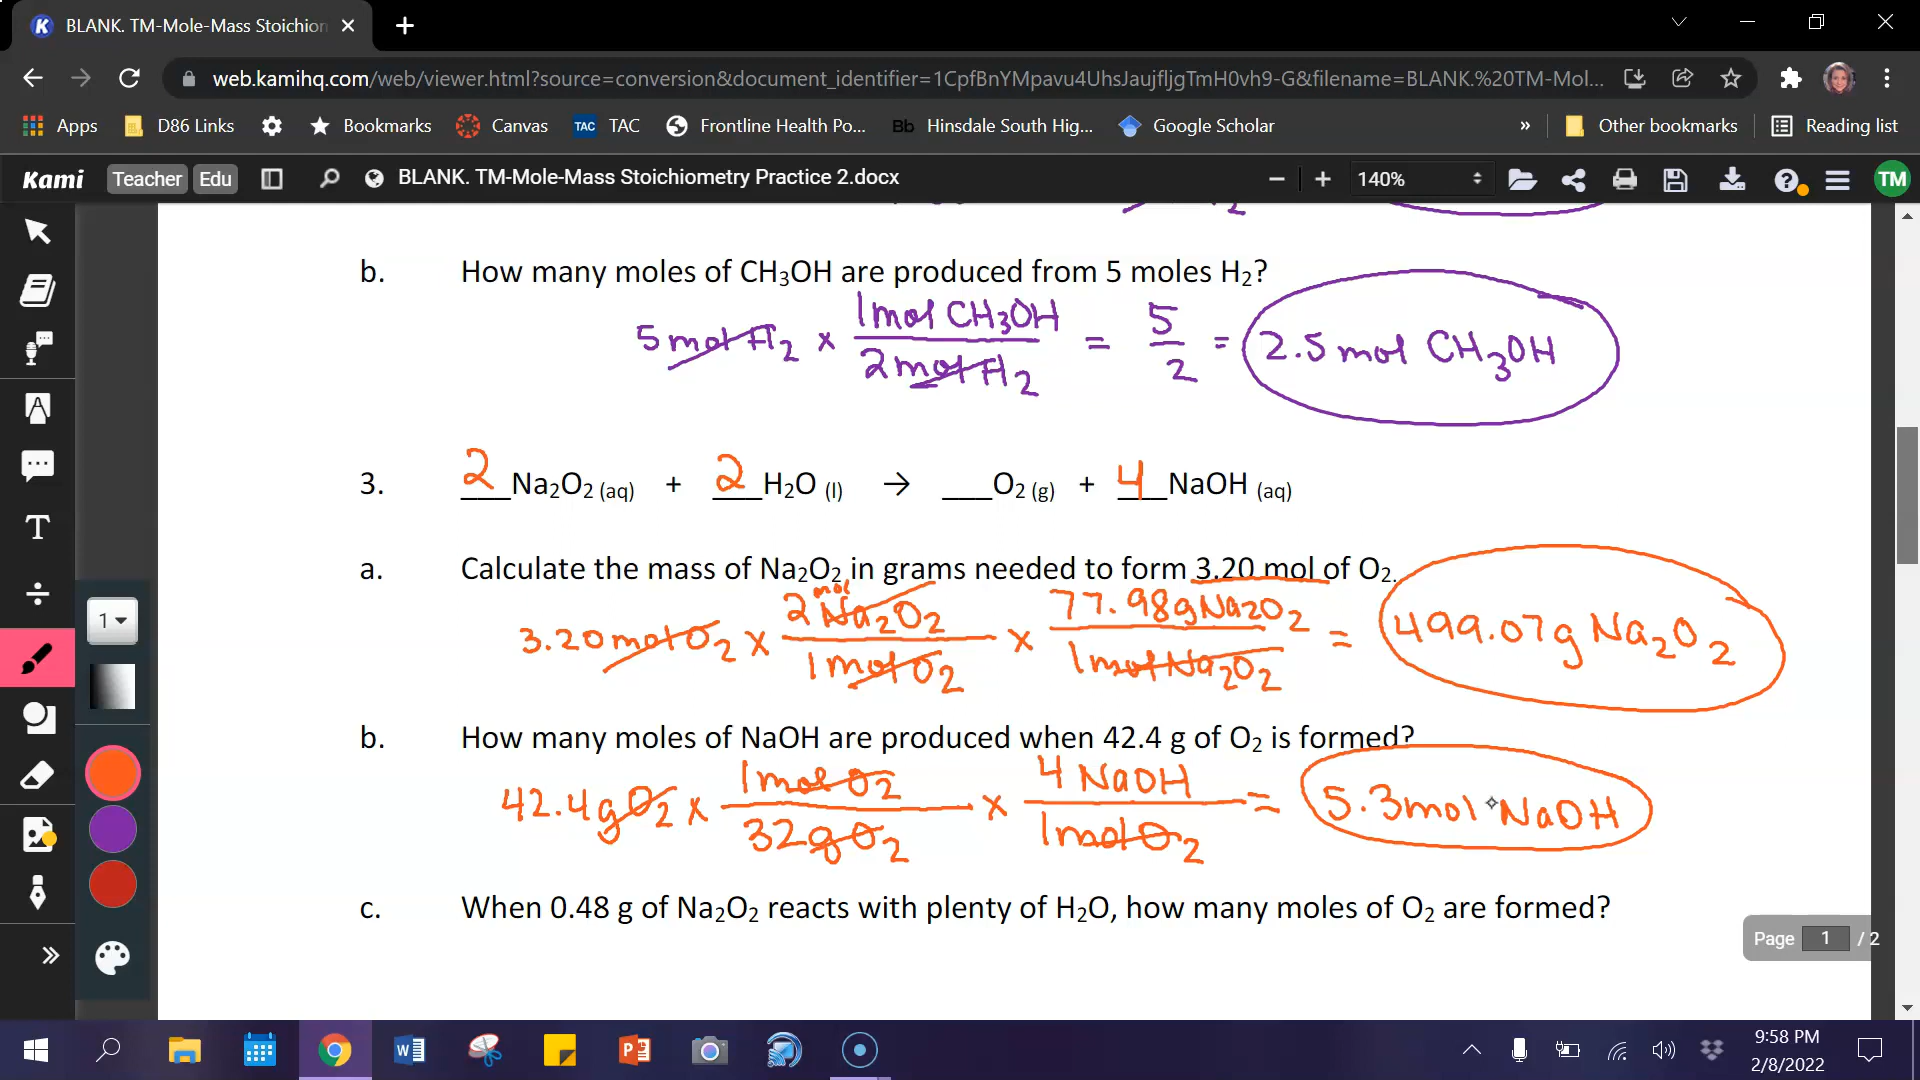 BLANK. TM-Mole-Mass Stoichion
web.kamihq.com/web/viewer.html?source=conversion&document_identifier=1CpfBnYMpavu4UhsJaujfljgTmH0vh9-G&filename=BLANK.%20TM-Mol...
Apps D86 Links Bookmarks Canvas TAC TAC Frontline Health Po... Bb Hinsdale South Hig... Google Scholar » Other bookmarks Reading list
Kami Teacher Edu BLANK. TM-Mole-Mass Stoichiometry Practice 2.docx 140% TM
b. How many moles of CH₃OH are produced from 5 moles H₂?
5 mol H₂ x 1 mol CH₃OH / 2 mol H₂ = 5/2 = 2.5 mol CH₃OH
3. 2 Na₂O₂ (aq) + 2 H₂O (l) → ___O₂ (g) + 4 NaOH (aq)
a. Calculate the mass of Na₂O₂ in grams needed to form 3.20 mol of O₂.
3.20 mol O₂ x 2 mol Na₂O₂ / 1 mol O₂ x 77.98g Na₂O₂ / 1 mol Na₂O₂ = 499.07g Na₂O₂
b. How many moles of NaOH are produced when 42.4 g of O₂ is formed?
42.4 g O₂ x 1 mol O₂ / 32 g O₂ x 4 NaOH / 1 mol O₂ = 5.3 mol NaOH
c. When 0.48 g of Na₂O₂ reacts with plenty of H₂O, how many moles of O₂ are formed?
1
T
Page 1 / 2
9:58 PM
2/8/2022